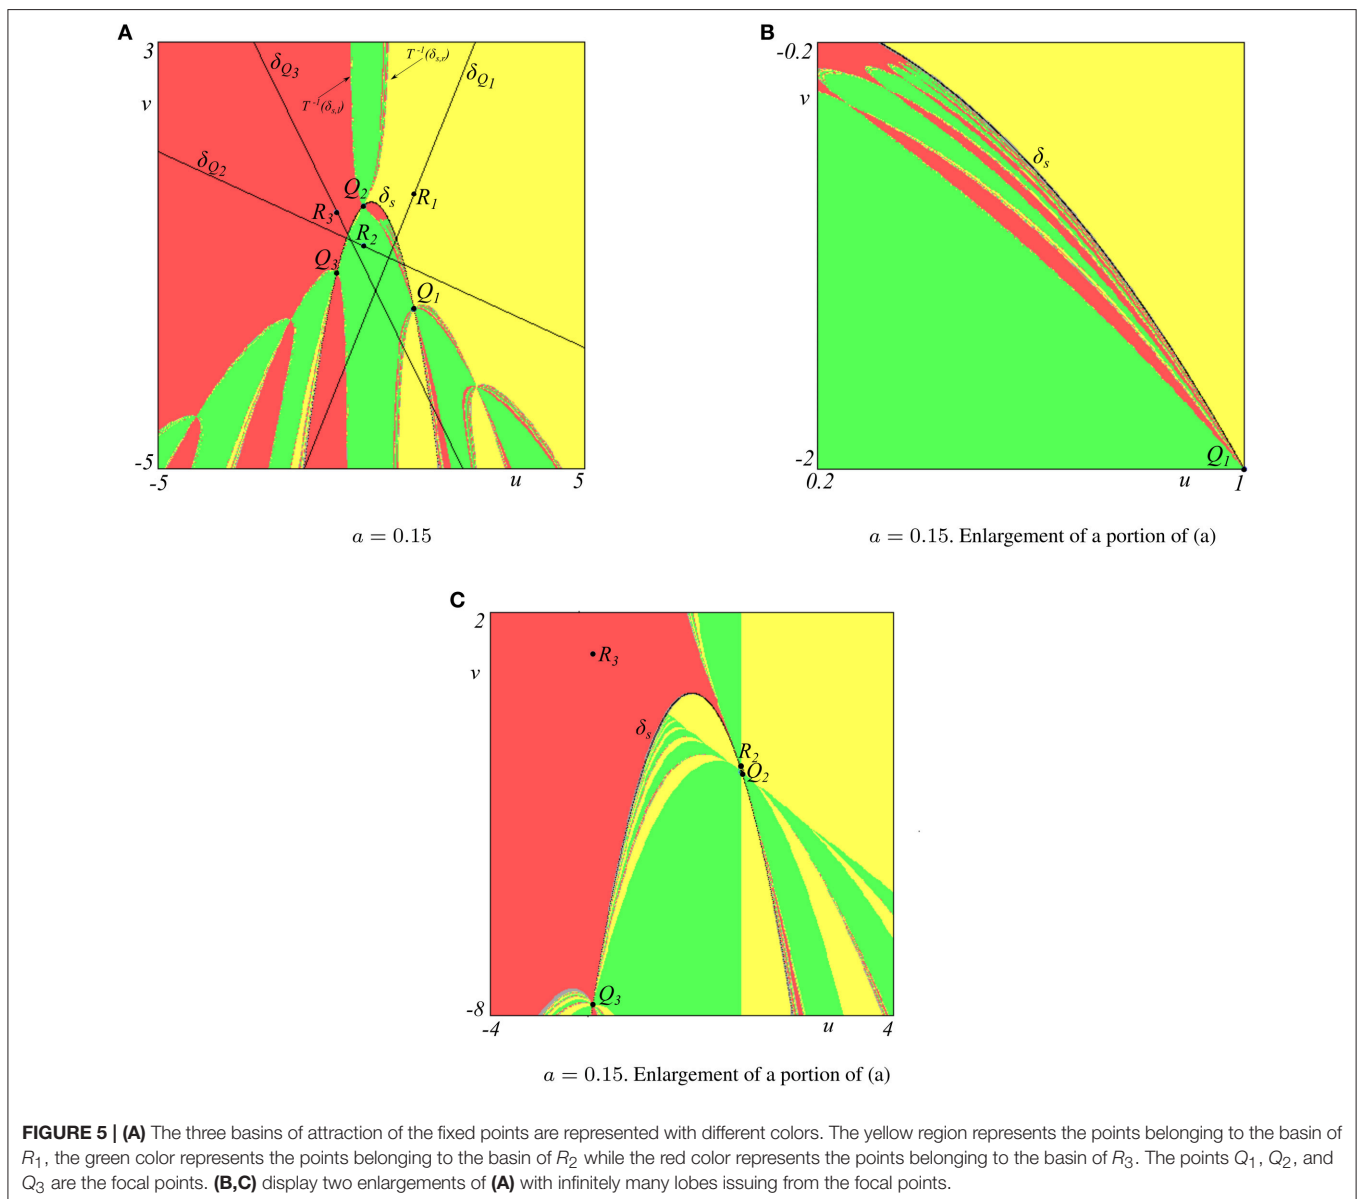 A
3
v
-5
-5
u
5
δQ3
T⁻¹(δs,r)
δQ1
T⁻¹(δs,l)
δQ2
Q2
δs
R3
R1
R2
Q3
Q1
a = 0.15
B
-0.2
v
δs
-2
Q1
0.2
u
1
a = 0.15. Enlargement of a portion of (a)
C
2
v
R3
δs
R2
Q2
Q3
-8
-4
u
4
a = 0.15. Enlargement of a portion of (a)
FIGURE 5 | (A) The three basins of attraction of the fixed points are represented with different colors. The yellow region represents the points belonging to the basin of
R1, the green color represents the points belonging to the basin of R2 while the red color represents the points belonging to the basin of R3. The points Q1, Q2, and
Q3 are the focal points. (B,C) display two enlargements of (A) with infinitely many lobes issuing from the focal points.